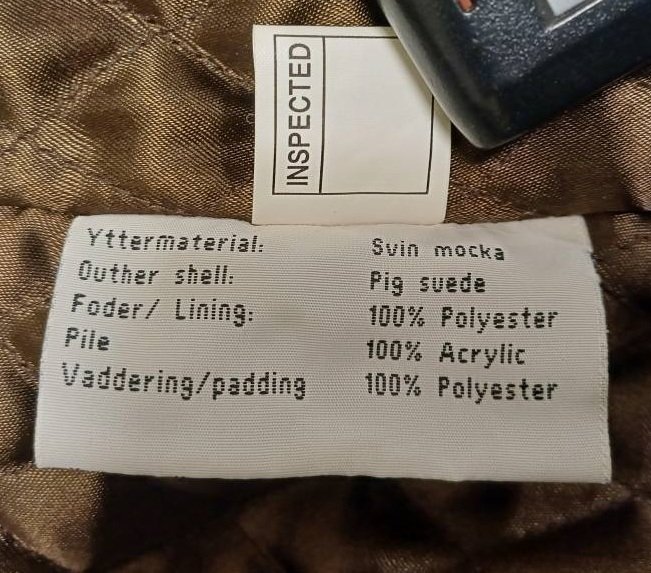 INSPECTED
Yttermaterial: Svin mocka
Outher shell: Pig suede
Foder/ Lining: 100% Polyester
Pile 100% Acrylic
Vaddering/padding 100% Polyester